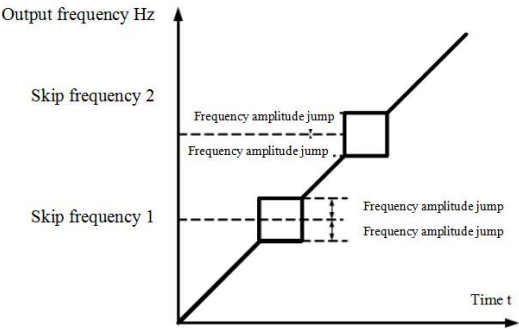 Output frequency Hz
Skip frequency 2
Frequency amplitude jump
Frequency amplitude jump
Skip frequency 1
Frequency amplitude jump
Frequency amplitude jump
Time t